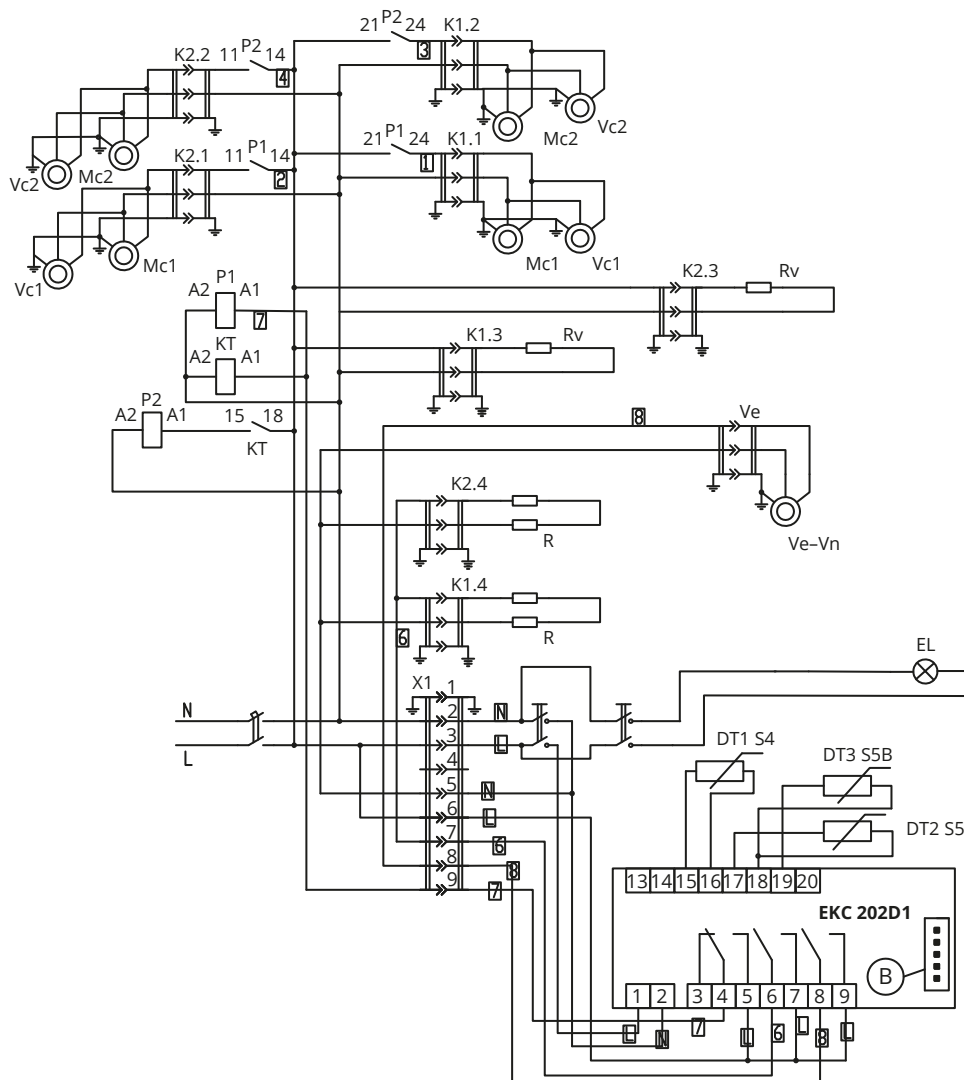 21 P2 24 K1.2
3
K2.2 11 P2 14
4
Mc2 Vc2
Vc2 Mc2
K2.1 11 P1 14
2
21 P1 24 K1.1
1
Vc1 Mc1
Mc1 Vc1
P1
A2 A1
7
K2.3 Rv
KT
A2 A1
K1.3 Rv
P2
A2 A1 15 18
KT
8 Ve
Ve–Vn
K2.4
R
K1.4
R
6
EL
X1 1
N 2 N
L 3 L
4
5 N
6 L
7 6
8 8
9 7
DT1 S4
DT3 S5B
DT2 S5
13 14 15 16 17 18 19 20
EKC 202D1
B
1 2 3 4 5 6 7 8 9
L N 7 L 6 L 8 L